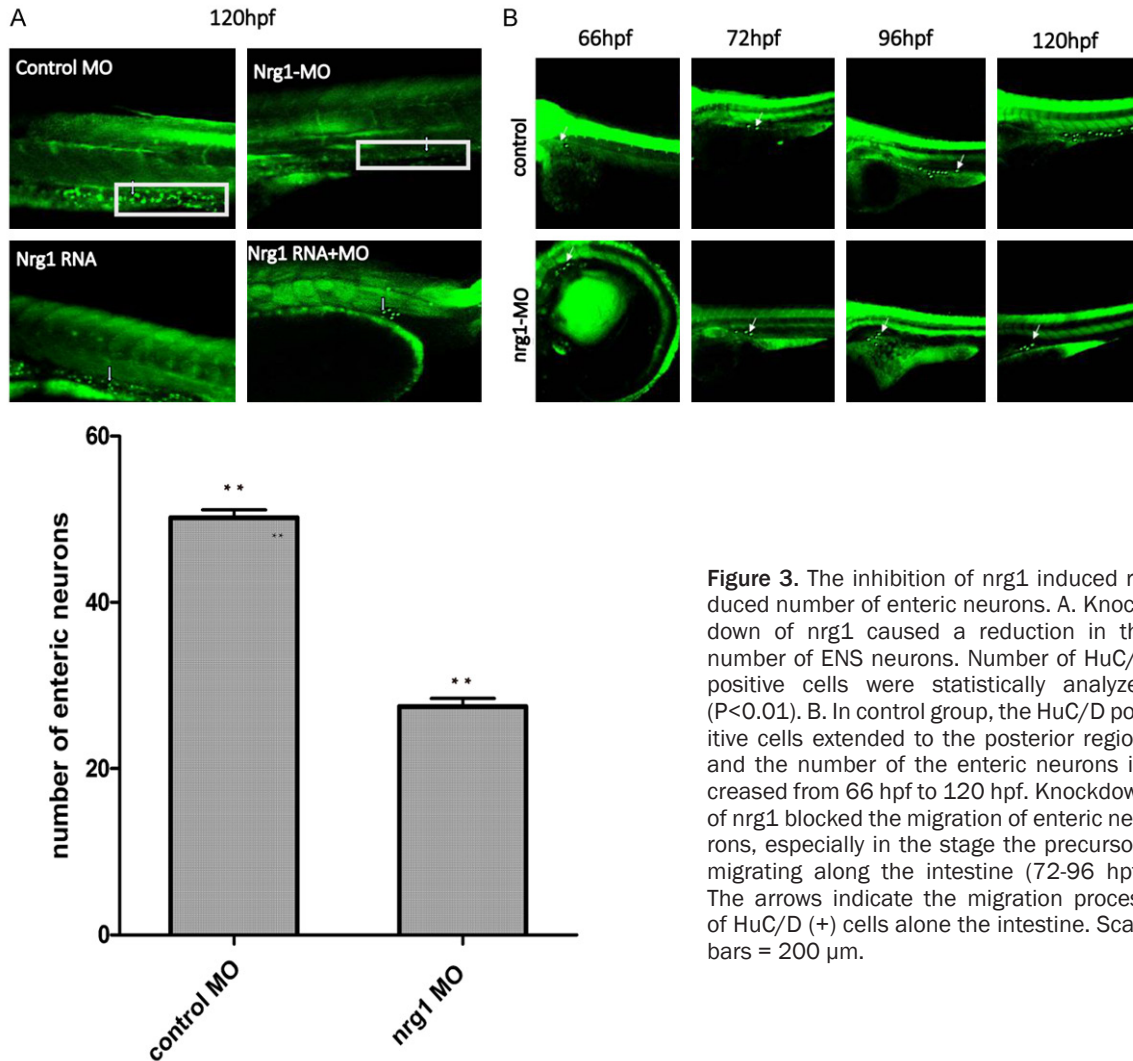 A
120hpf
Control MO
Nrg1-MO
Nrg1 RNA
Nrg1 RNA+MO
B
66hpf
72hpf
96hpf
120hpf
control
nrg1-MO
60
40
20
0
number of enteric neurons
**
**
**
control MO
nrg1 MO
Figure 3. The inhibition of nrg1 induced r
duced number of enteric neurons. A. Knoc
down of nrg1 caused a reduction in th
number of ENS neurons. Number of HuC/
positive cells were statistically analyze
(P<0.01). B. In control group, the HuC/D po
itive cells extended to the posterior regio
and the number of the enteric neurons i
creased from 66 hpf to 120 hpf. Knockdow
of nrg1 blocked the migration of enteric ne
rons, especially in the stage the precurso
migrating along the intestine (72-96 hp
The arrows indicate the migration proces
of HuC/D (+) cells alone the intestine. Sca
bars = 200 µm.